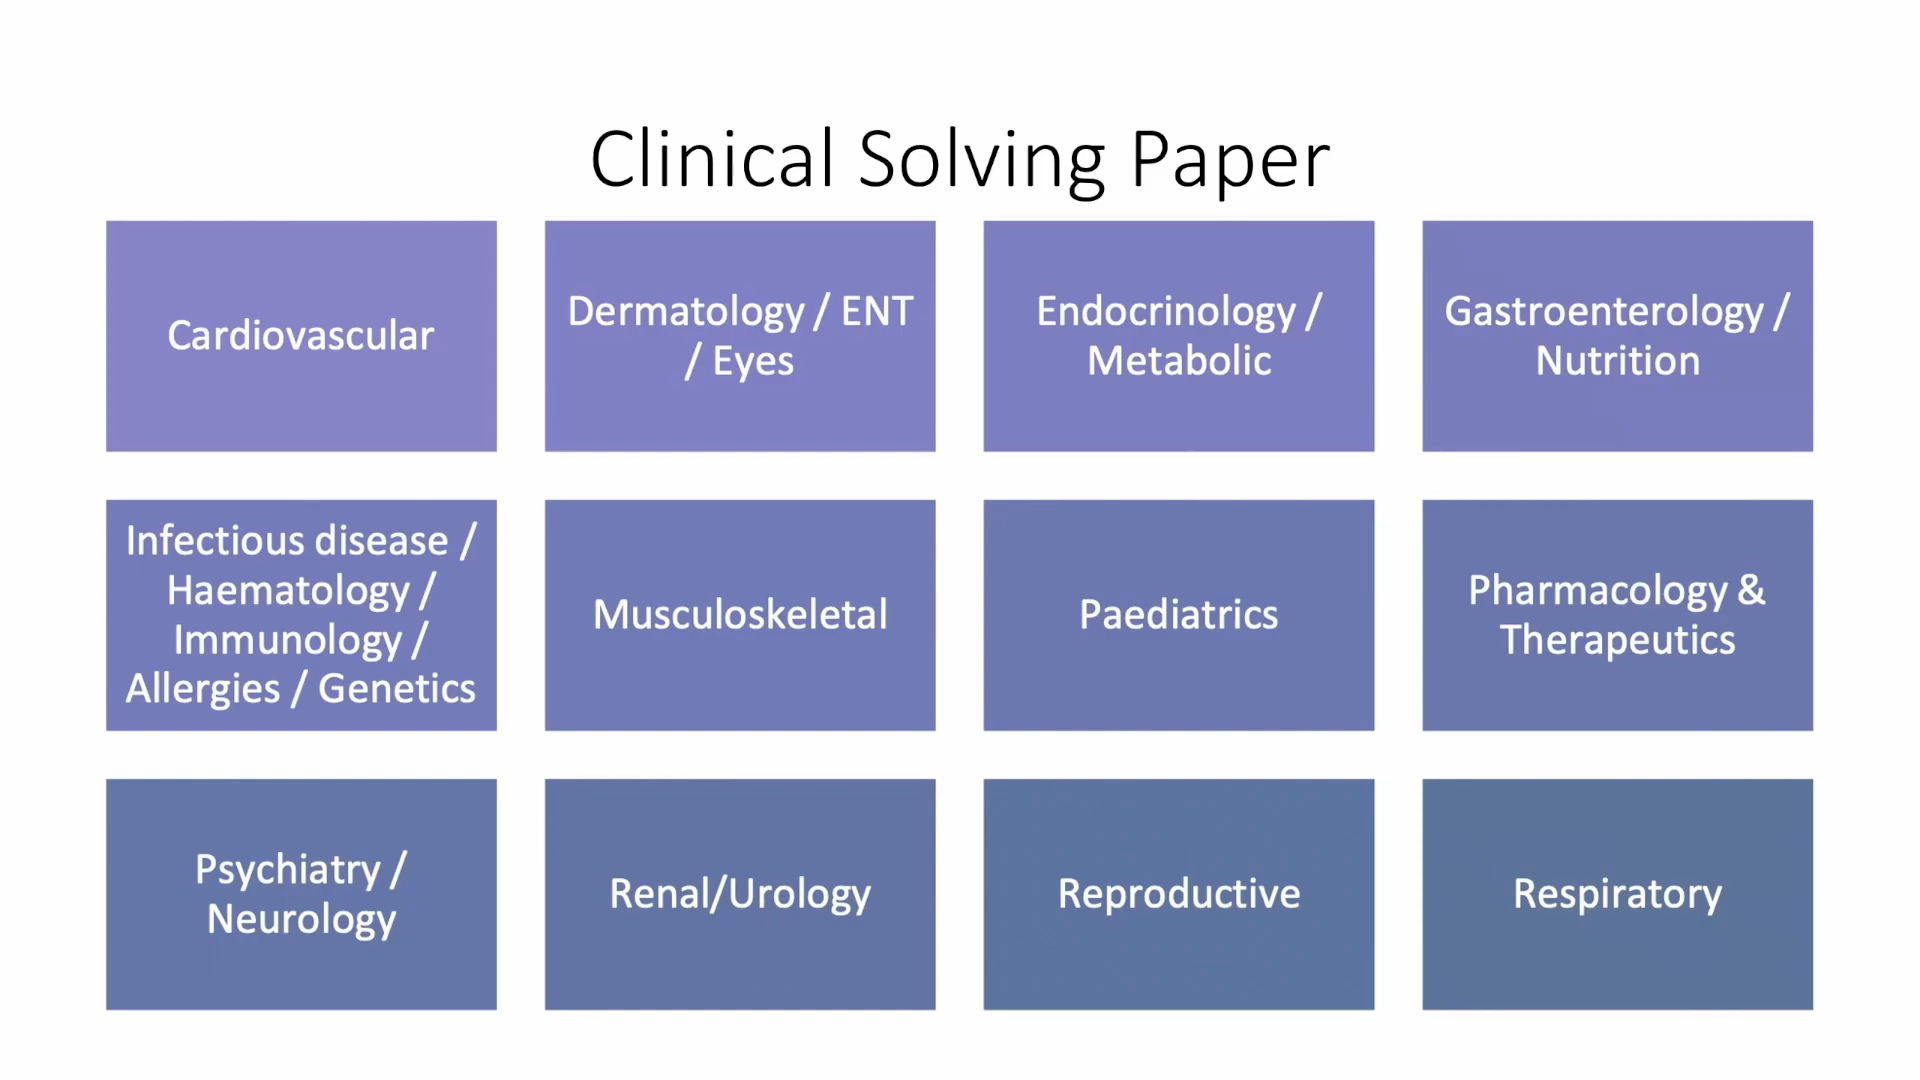 Clinical Solving Paper
Cardiovascular
Dermatology / ENT
/ Eyes
Endocrinology /
Metabolic
Gastroenterology /
Nutrition
Infectious disease /
Haematology /
Immunology /
Allergies / Genetics
Musculoskeletal
Paediatrics
Pharmacology &
Therapeutics
Psychiatry /
Neurology
Renal/Urology
Reproductive
Respiratory